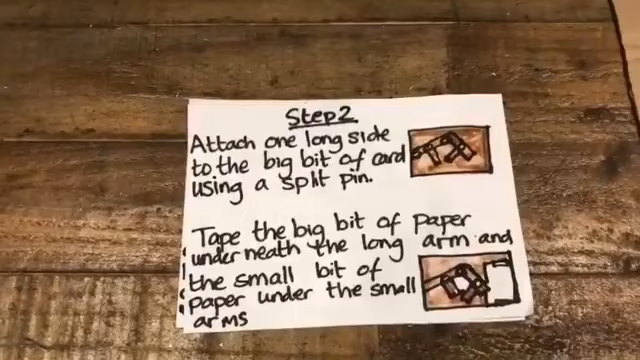 Step 2
Attach one long side
to the big bit of card
using a split pin.
Tape the big bit of paper
underneath the long arm and
the small bit of
paper under the small
arms